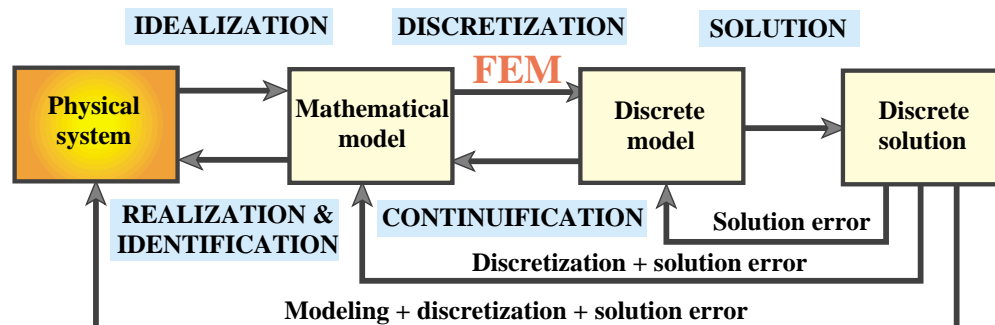 IDEALIZATION
DISCRETIZATION
SOLUTION
FEM
Physical
system
Mathematical
model
Discrete
model
Discrete
solution
REALIZATION &
IDENTIFICATION
CONTINUIFICATION
Solution error
Discretization + solution error
Modeling + discretization + solution error